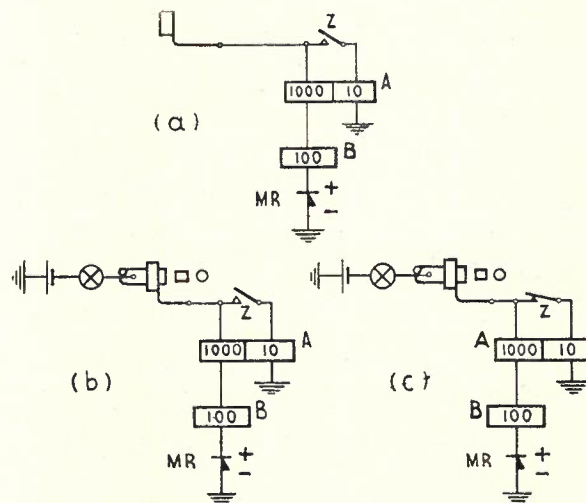 Z
1000 10 A
(a)
100 B
MR + −
Z
1000 10 A
(b)
100 B
MR + −
Z
A 1000 10
(c)
B 100
MR + −